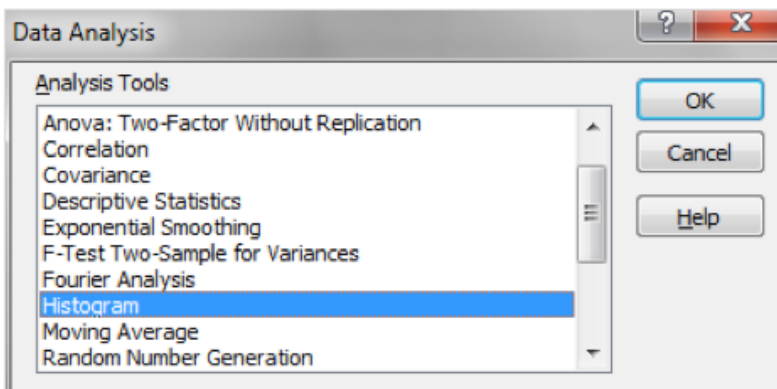 Data Analysis
Analysis Tools
Anova: Two-Factor Without Replication
Correlation
Covariance
Descriptive Statistics
Exponential Smoothing
F-Test Two-Sample for Variances
Fourier Analysis
Histogram
Moving Average
Random Number Generation
OK
Cancel
Help